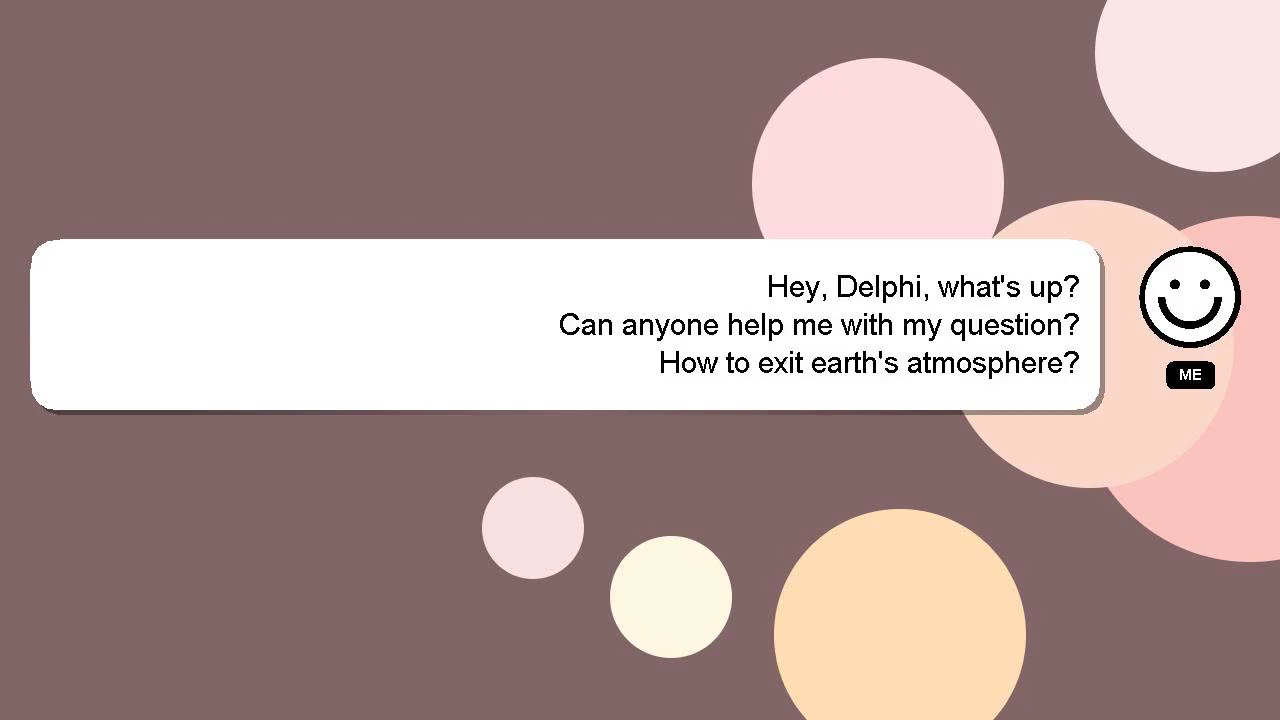 Hey, Delphi, what's up?
Can anyone help me with my question?
How to exit earth's atmosphere?
ME